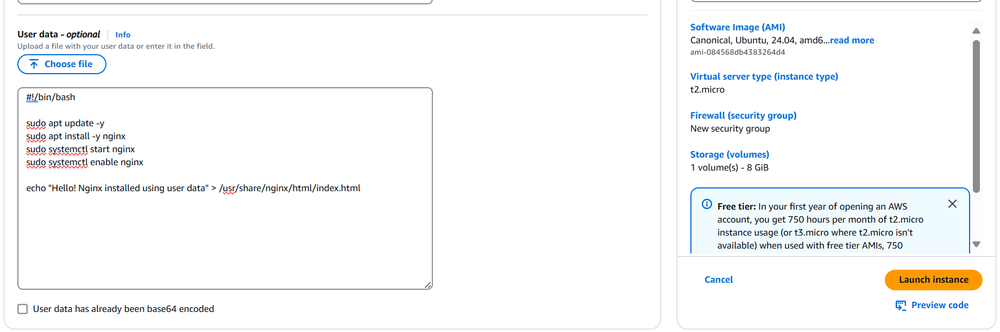 User data - optional
Info
Upload a file with your user data or enter it in the field.
Choose file
#!/bin/bash
sudo apt update -y
sudo apt install -y nginx
sudo systemctl start nginx
sudo systemctl enable nginx
echo "Hello! Nginx installed using user data" > /usr/share/nginx/html/index.html
User data has already been base64 encoded
Software Image (AMI)
Canonical, Ubuntu, 24.04, amd6...read more
ami-084568db4383264d4
Virtual server type (instance type)
t2.micro
Firewall (security group)
New security group
Storage (volumes)
1 volume(s) - 8 GiB
Free tier: In your first year of opening an AWS
account, you get 750 hours per month of t2.micro
instance usage (or t3.micro where t2.micro isn't
available) when used with free tier AMIs, 750
Cancel
Launch instance
Preview code